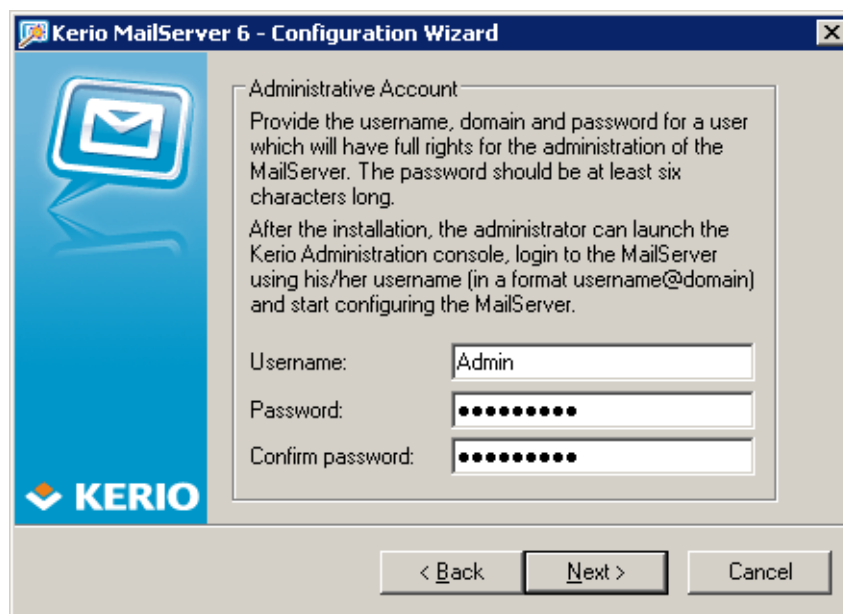 Kerio MailServer 6 - Configuration Wizard
Administrative Account
Provide the username, domain and password for a user
which will have full rights for the administration of the
MailServer. The password should be at least six
characters long.
After the installation, the administrator can launch the
Kerio Administration console, login to the MailServer
using his/her username (in a format username@domain)
and start configuring the MailServer.
Username: Admin
Password: ●●●●●●●●●
Confirm password: ●●●●●●●●●
KERIO
< Back Next > Cancel